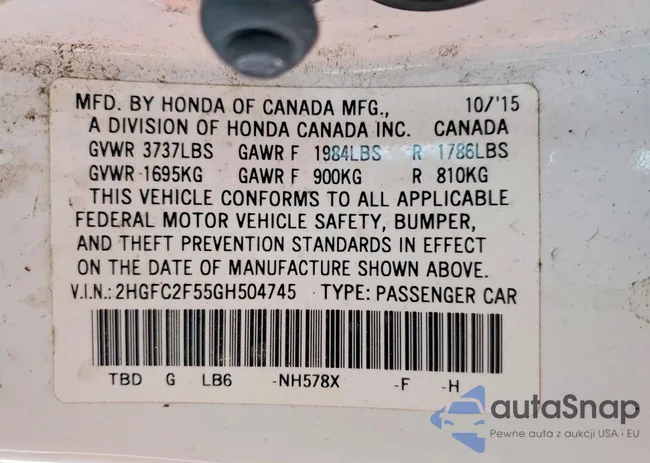 MFD. BY HONDA OF CANADA MFG., 10/'15
A DIVISION OF HONDA CANADA INC. CANADA
GVWR 3737LBS GAWR F 1984LBS R 1786LBS
GVWR 1695KG GAWR F 900KG R 810KG
THIS VEHICLE CONFORMS TO ALL APPLICABLE
FEDERAL MOTOR VEHICLE SAFETY, BUMPER,
AND THEFT PREVENTION STANDARDS IN EFFECT
ON THE DATE OF MANUFACTURE SHOWN ABOVE.
V.I.N.:2HGFC2F55GH504745 TYPE: PASSENGER CAR
TBD G LB6 -NH578X -F -H
autaSnap
Pewne auta z aukcji USA i EU